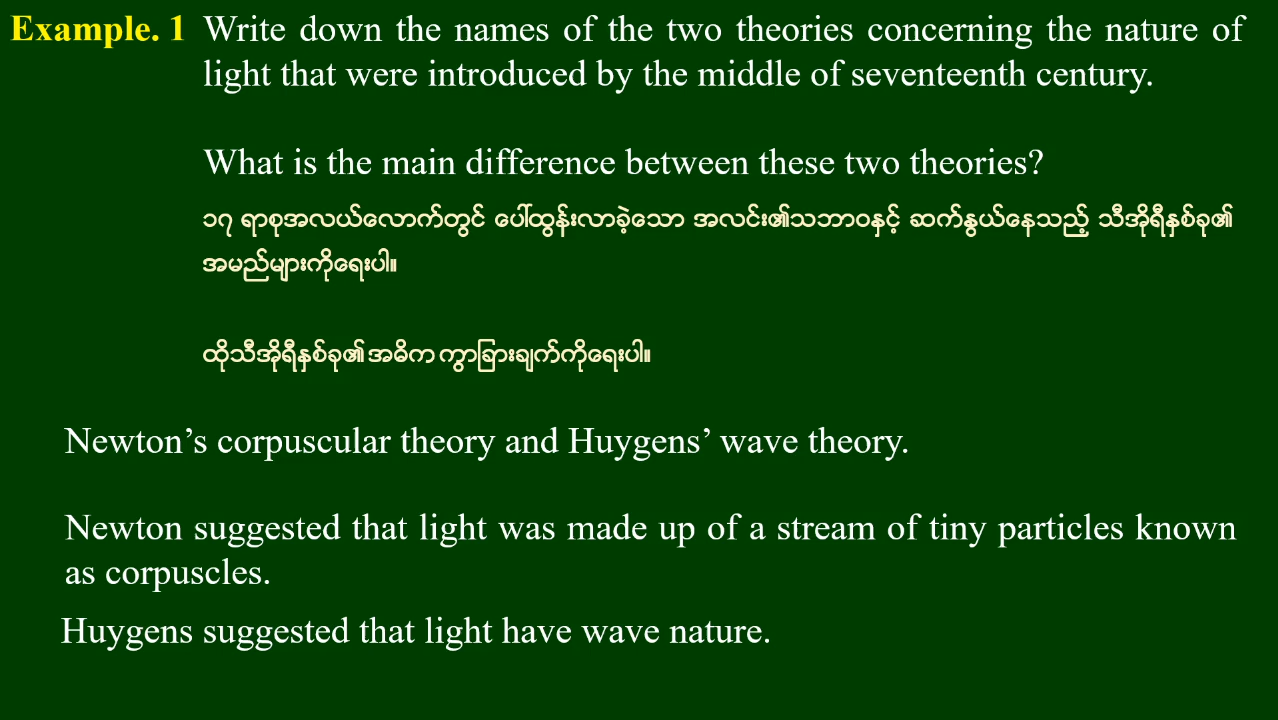 Example. 1 Write down the names of the two theories concerning the nature of
light that were introduced by the middle of seventeenth century.
What is the main difference between these two theories?
၁၇ ရာစုအလယ်လောက်တွင် ပေါ်ထွန်းလာခဲ့သော အလင်း၏သဘာဝနှင့် ဆက်နွယ်နေသည့် သီအိုရီနှစ်ခု၏
အမည်များကိုရေးပါ။
ထိုသီအိုရီနှစ်ခု၏ အဓိက ကွာခြားချက်ကိုရေးပါ။
Newton’s corpuscular theory and Huygens’ wave theory.
Newton suggested that light was made up of a stream of tiny particles known
as corpuscles.
Huygens suggested that light have wave nature.